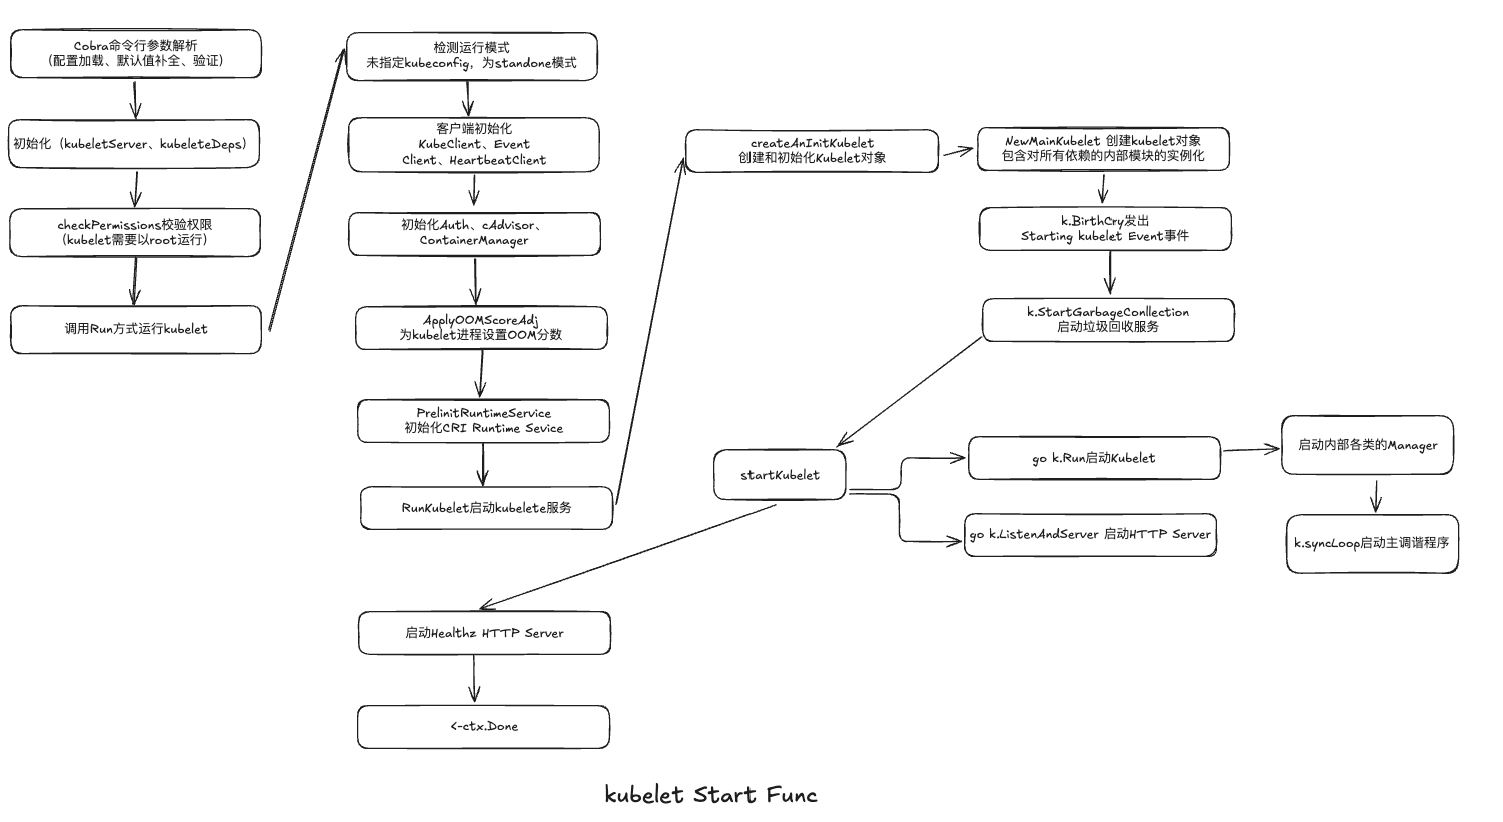 Cobra命令行参数解析
(配置加载、默认值补全、验证)
初始化（kubeletServer、kubeleteDeps)
checkPermissions校验权限
(kubelet需要以root运行)
调用Run方式运行kubelet
检测运行模式
未指定kubeconfig，为standone模式
客户端初始化
KubeClient、Event
Client、HeartbeatClient
初始化Auth、cAdvisor、
ContainerManager
ApplyOOMScoreAdj
为kubelet进程设置OOM分数
PreInitRuntimeService
初始化CRI Runtime Sevice
RunKubelet启动kubelete服务
createAnInitKubelet
创建和初始化Kubelet对象
NewMainKubelet 创建kubelet对象
包含对所有依赖的内部模块的实例化
k.BirthCry发出
Starting kubelet Event事件
k.StartGarbageConllection
启动垃圾回收服务
startKubelet
go k.Run启动Kubelet
启动内部各类的Manager
go k.ListenAndServer 启动HTTP Server
k.syncLoop启动主调谐程序
启动Healthz HTTP Server
<-ctx.Done
kubelet Start Func